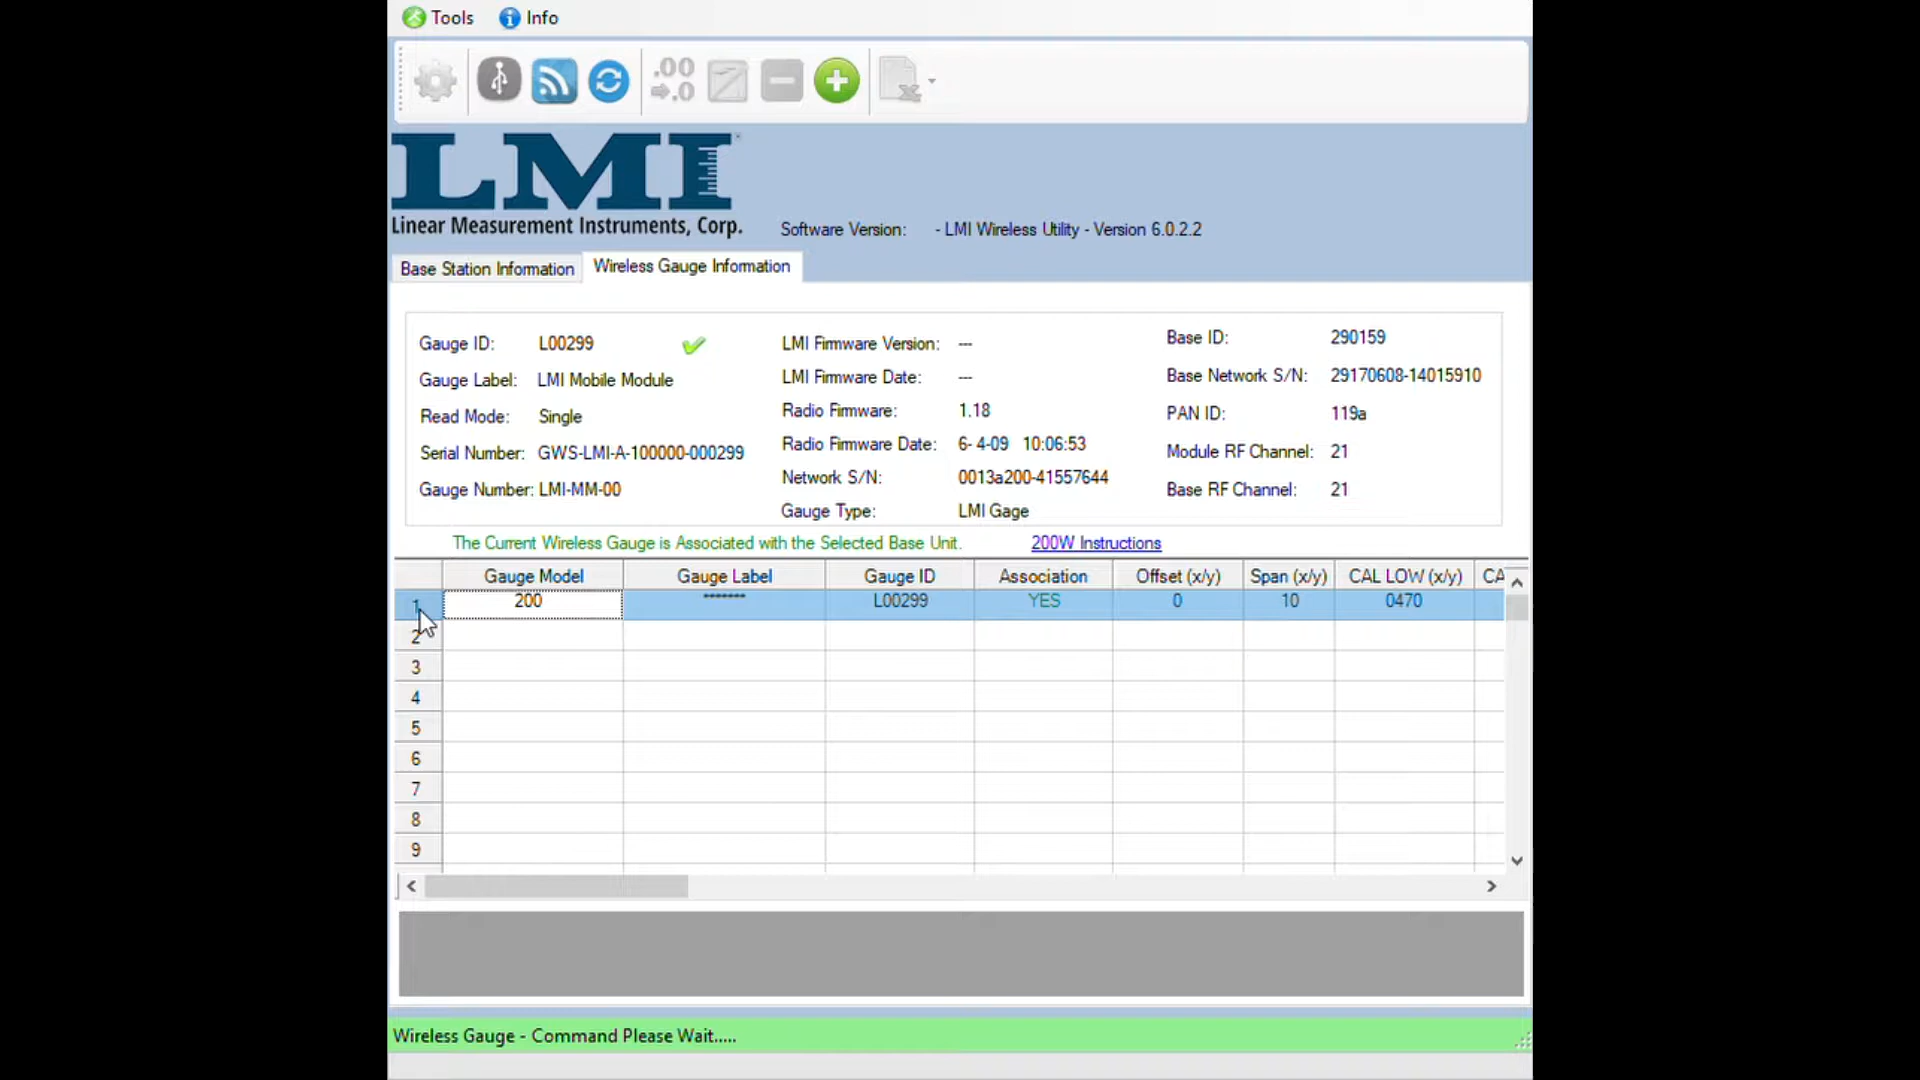 Tools Info
.00
.0
LMI
Linear Measurement Instruments, Corp.
Software Version: - LMI Wireless Utility - Version 6.0.2.2
Base Station Information Wireless Gauge Information
Gauge ID: L00299
Gauge Label: LMI Mobile Module
Read Mode: Single
Serial Number: GWS-LMI-A-100000-000299
Gauge Number: LMI-MM-00
LMI Firmware Version: ---
LMI Firmware Date: ---
Radio Firmware: 1.18
Radio Firmware Date: 6- 4-09 10:06:53
Network S/N: 0013a200-41557644
Gauge Type: LMI Gage
Base ID: 290159
Base Network S/N: 29170608-14015910
PAN ID: 119a
Module RF Channel: 21
Base RF Channel: 21
The Current Wireless Gauge is Associated with the Selected Base Unit. 200W Instructions
Gauge Model Gauge Label Gauge ID Association Offset (x/y) Span (x/y) CAL LOW (x/y) CA
1 200 ******* L00299 YES 0 10 0470
2
3
4
5
6
7
8
9
Wireless Gauge - Command Please Wait.....